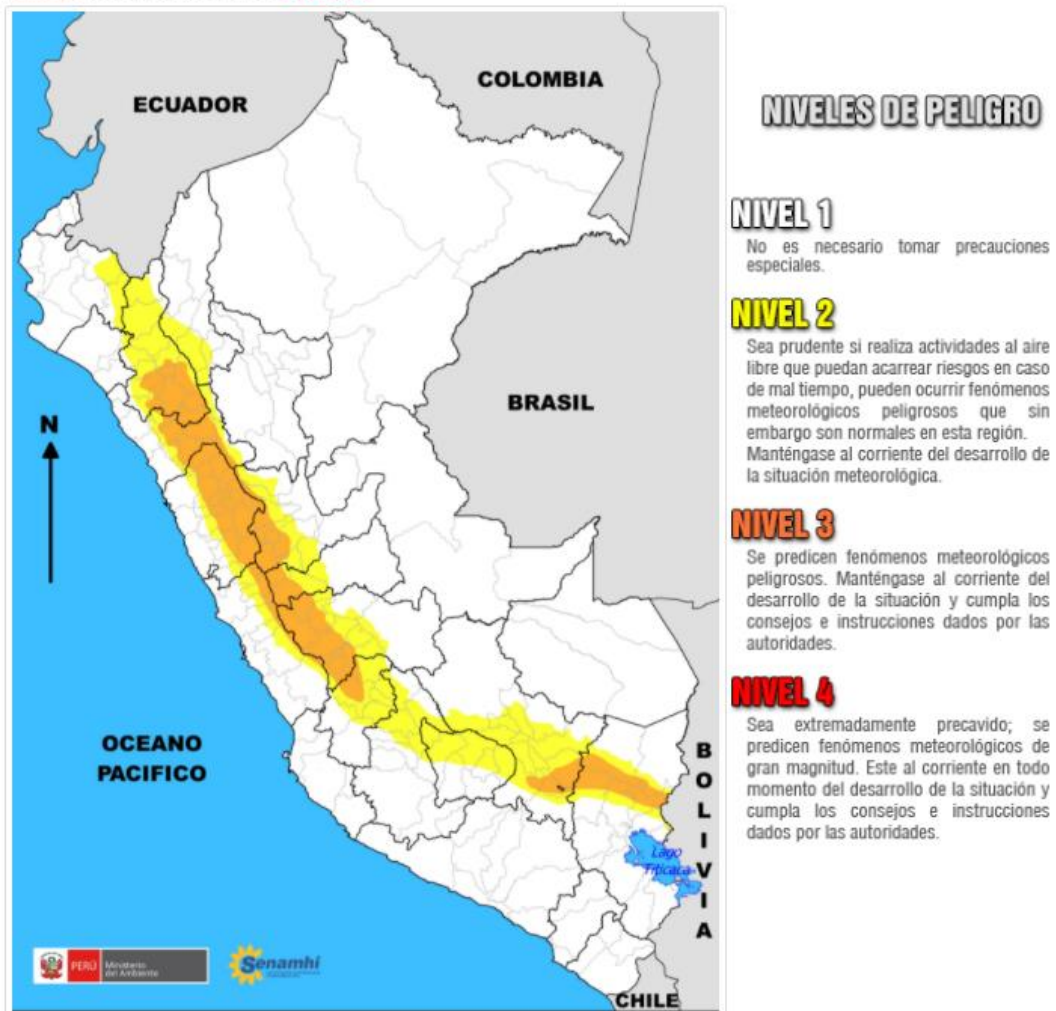 ECUADOR
COLOMBIA
BRASIL
N
OCEANO
PACIFICO
BOLIVIA
Lago
Titicaca
CHILE
PERÚ
Ministerio
del Ambiente
Senamhi
NIVELES DE PELIGRO
NIVEL 1
No es necesario tomar precauciones
especiales.
NIVEL 2
Sea prudente si realiza actividades al aire
libre que puedan acarrear riesgos en caso
de mal tiempo, pueden ocurrir fenómenos
meteorológicos peligrosos que sin
embargo son normales en esta región.
Manténgase al corriente del desarrollo de
la situación meteorológica.
NIVEL 3
Se predicen fenómenos meteorológicos
peligrosos. Manténgase al corriente del
desarrollo de la situación y cumpla los
consejos e instrucciones dados por las
autoridades.
NIVEL 4
Sea extremadamente precavido; se
predicen fenómenos meteorológicos de
gran magnitud. Este al corriente en todo
momento del desarrollo de la situación y
cumpla los consejos e instrucciones
dados por las autoridades.